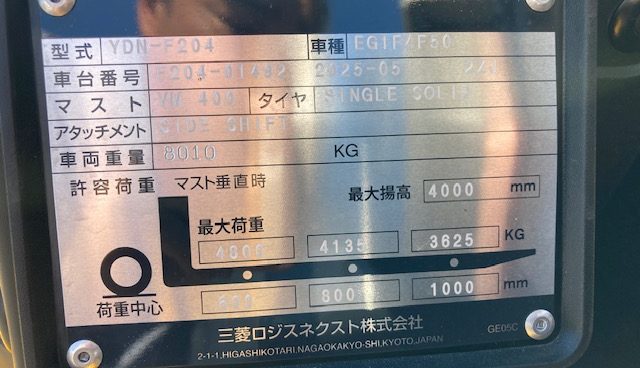 型式 YDN-F204 車種 EG1F/F50
車台番号 F204-01492 2025-05
マスト VM 400 タイヤ SINGLE SOLID
アタッチメント SIDE SHIFT
車両重量 8010 KG
許容荷重 マスト垂直時 最大揚高 4000 mm
最大荷重
4800 4135 3625 KG
600 800 1000 mm
荷重中心
三菱ロジスネクスト株式会社 GE05C
2-1-1,HIGASHIKOTARI,NAGAOKAKYO-SHI,KYOTO,JAPAN